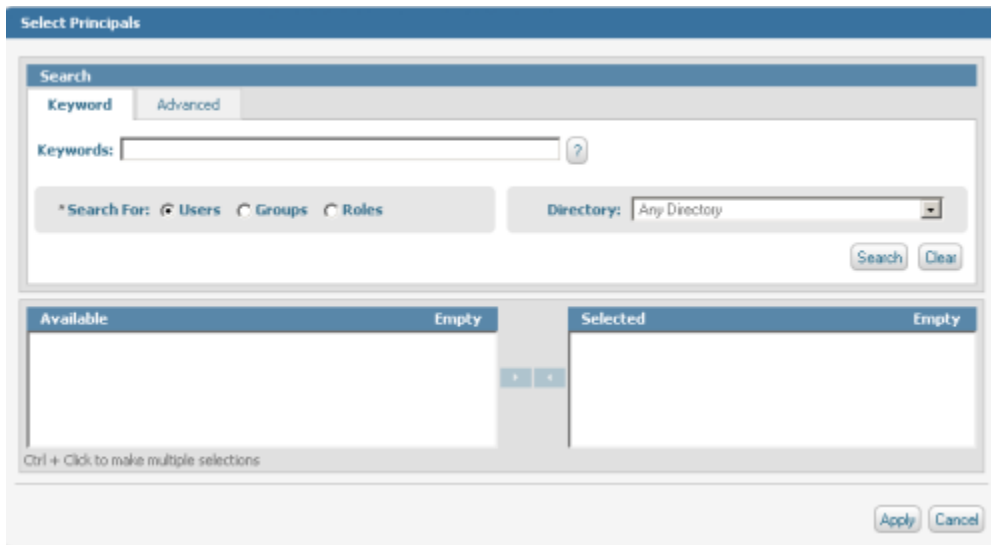 Select Principals
Search
Keyword Advanced
Keywords: ?
*Search For: Users Groups Roles Directory: Any Directory
Search Clear
Available Empty Selected Empty
Ctrl + Click to make multiple selections
Apply Cancel